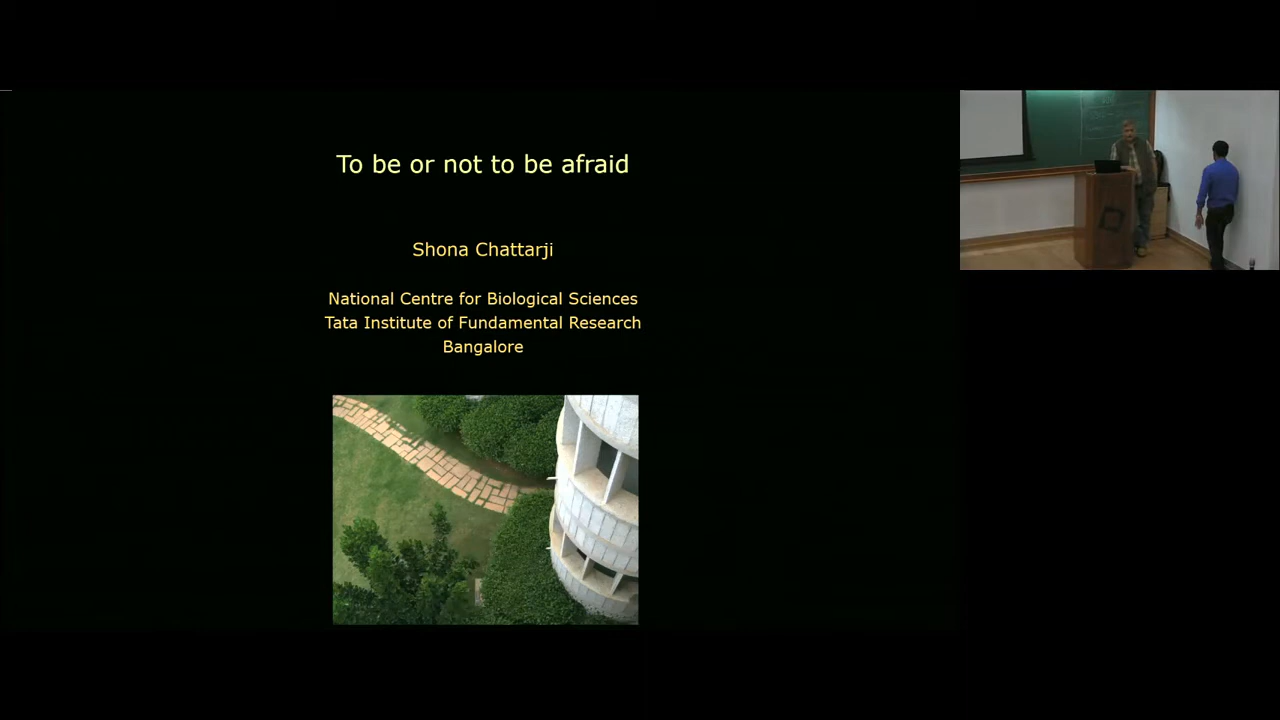 To be or not to be afraid
Shona Chattarji
National Centre for Biological Sciences
Tata Institute of Fundamental Research
Bangalore